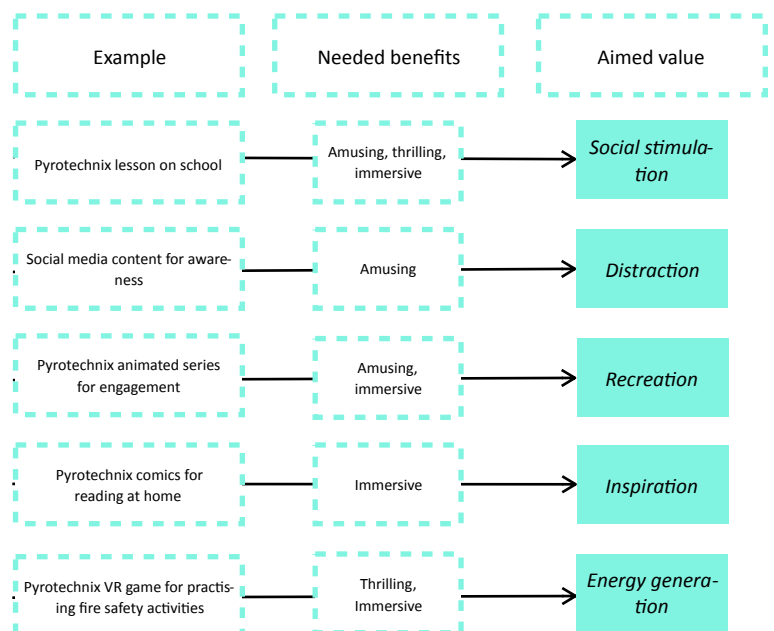 Example
Needed benefits
Aimed value
Pyrotechnix lesson on school
Amusing, thrilling,
immersive
Social stimula-
tion
Social media content for aware-
ness
Amusing
Distraction
Pyrotechnix animated series
for engagement
Amusing,
immersive
Recreation
Pyrotechnix comics for
reading at home
Immersive
Inspiration
Pyrotechnix VR game for practis-
ing fire safety activities
Thrilling,
Immersive
Energy genera-
tion